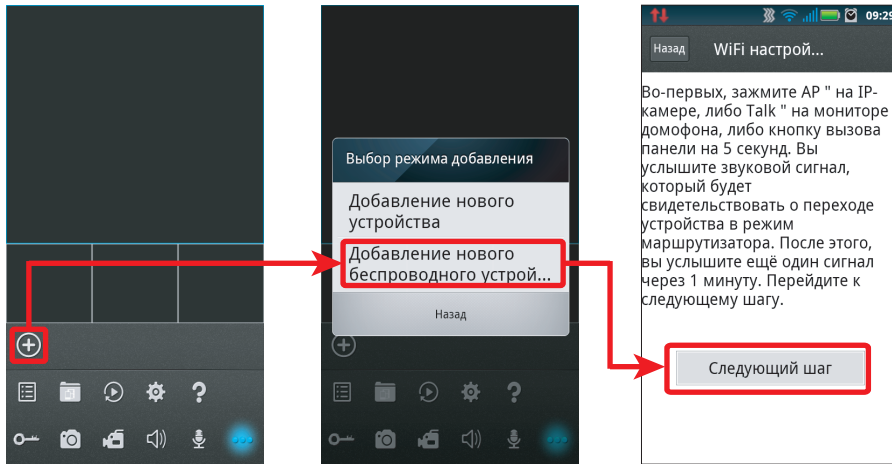 Выбор режима добавления
Добавление нового
устройства
Добавление нового
беспроводного устрой...
Назад
09:29
Назад
WiFi настрой...
Во-первых, зажмите AP " на IP-
камере, либо Talk " на мониторе
домофона, либо кнопку вызова
панели на 5 секунд. Вы
услышите звуковой сигнал,
который будет
свидетельствовать о переходе
устройства в режим
маршрутизатора. После этого,
вы услышите ещё один сигнал
через 1 минуту. Перейдите к
следующему шагу.
Следующий шаг